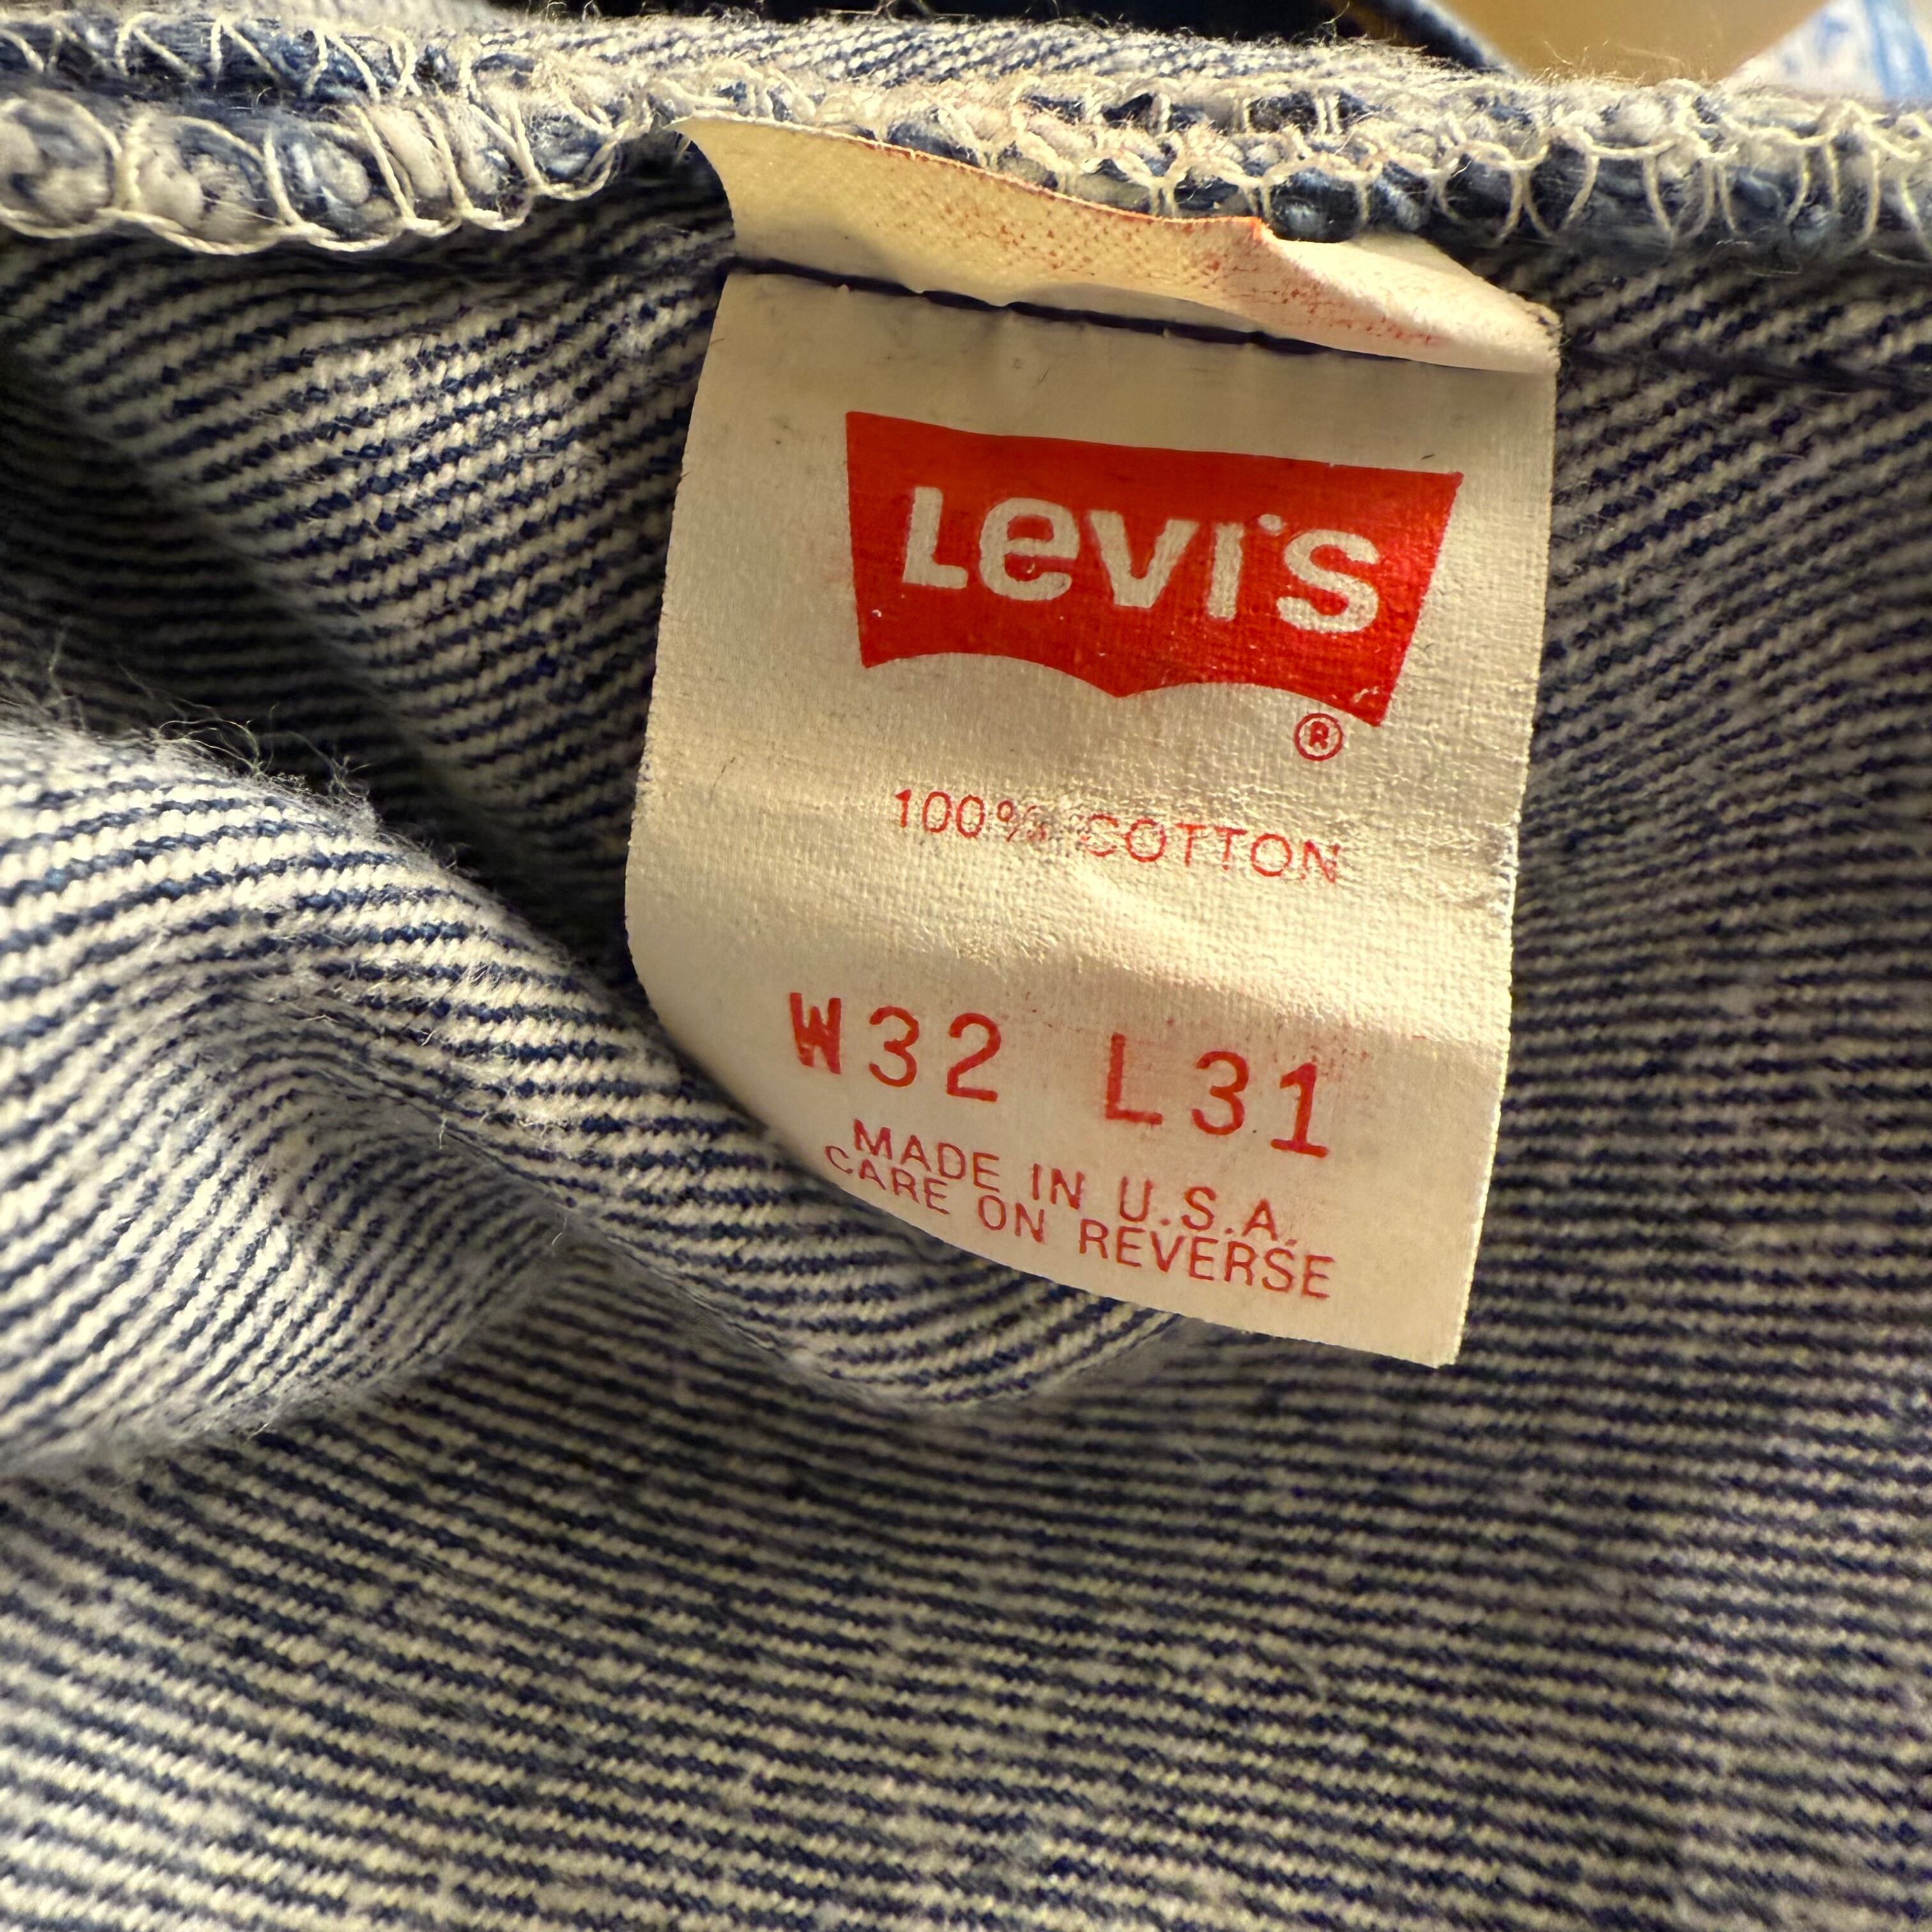 Levi's
®
100% COTTON
W32 L31
MADE IN U.S.A.
CARE ON REVERSE